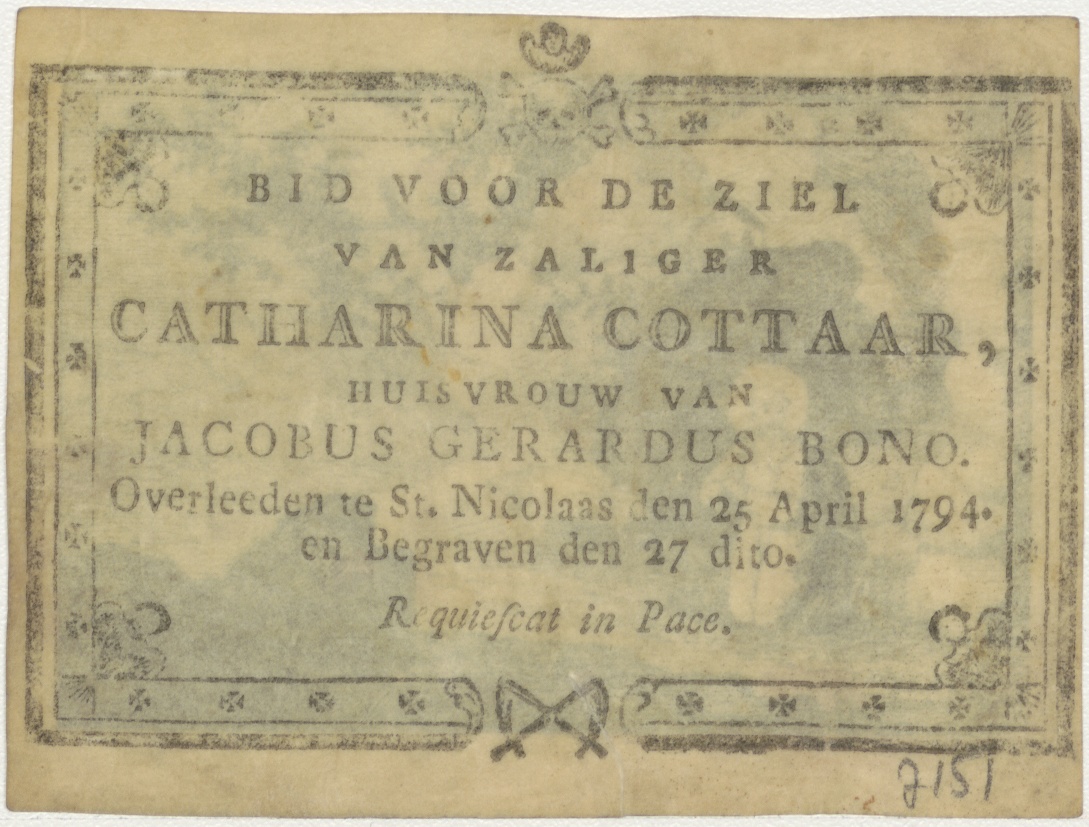 BID VOOR DE ZIEL
VAN ZALIGER
CATHARINA COTTAAR,
HUISVROUW VAN
JACOBUS GERARDUS BONO.
Overleeden te St. Nicolaas den 25 April 1794.
en Begraven den 27 dito.
Requieſcat in Pace.
7151